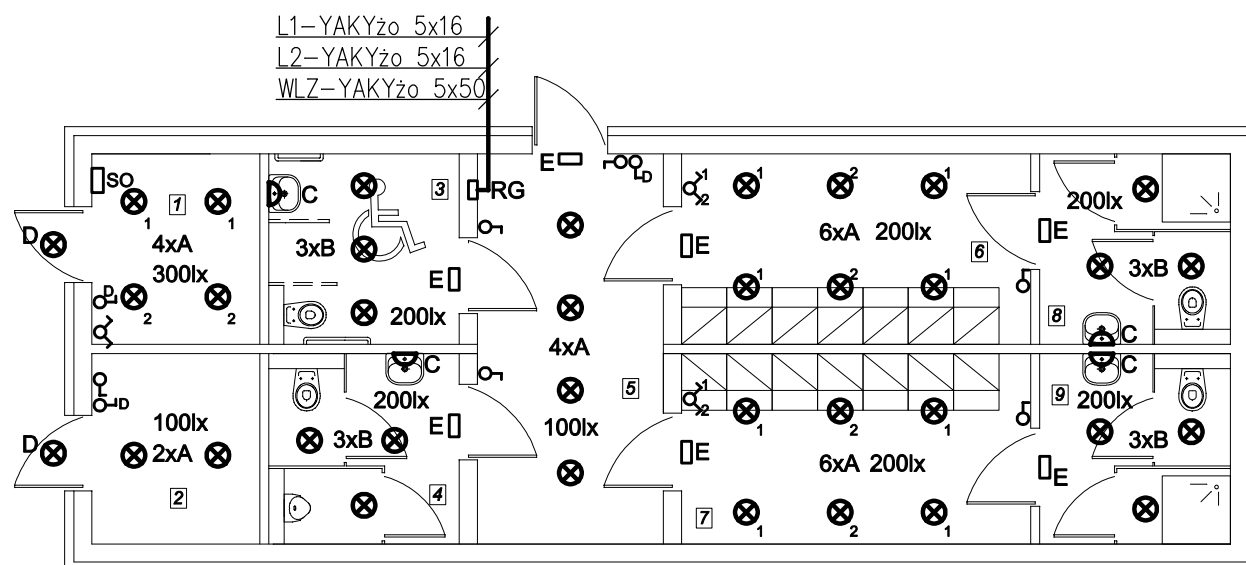 L1-YAKYżo 5x16
L2-YAKYżo 5x16
WLZ-YAKYżo 5x50
SO
1
1
1
4xA
300lx
D
D
2
2
C
3
3xB
E
200lx
RG
E
D
4xA
5
100lx
1
2
E
1
2
1
6xA 200lx
6
1
2
1
200lx
E
3xB
8
C
D
D
100lx
2xA
2
C
200lx
3xB
E
4
1
2
E
1
2
1
6xA 200lx
7
1
2
1
C
9
200lx
3xB
E